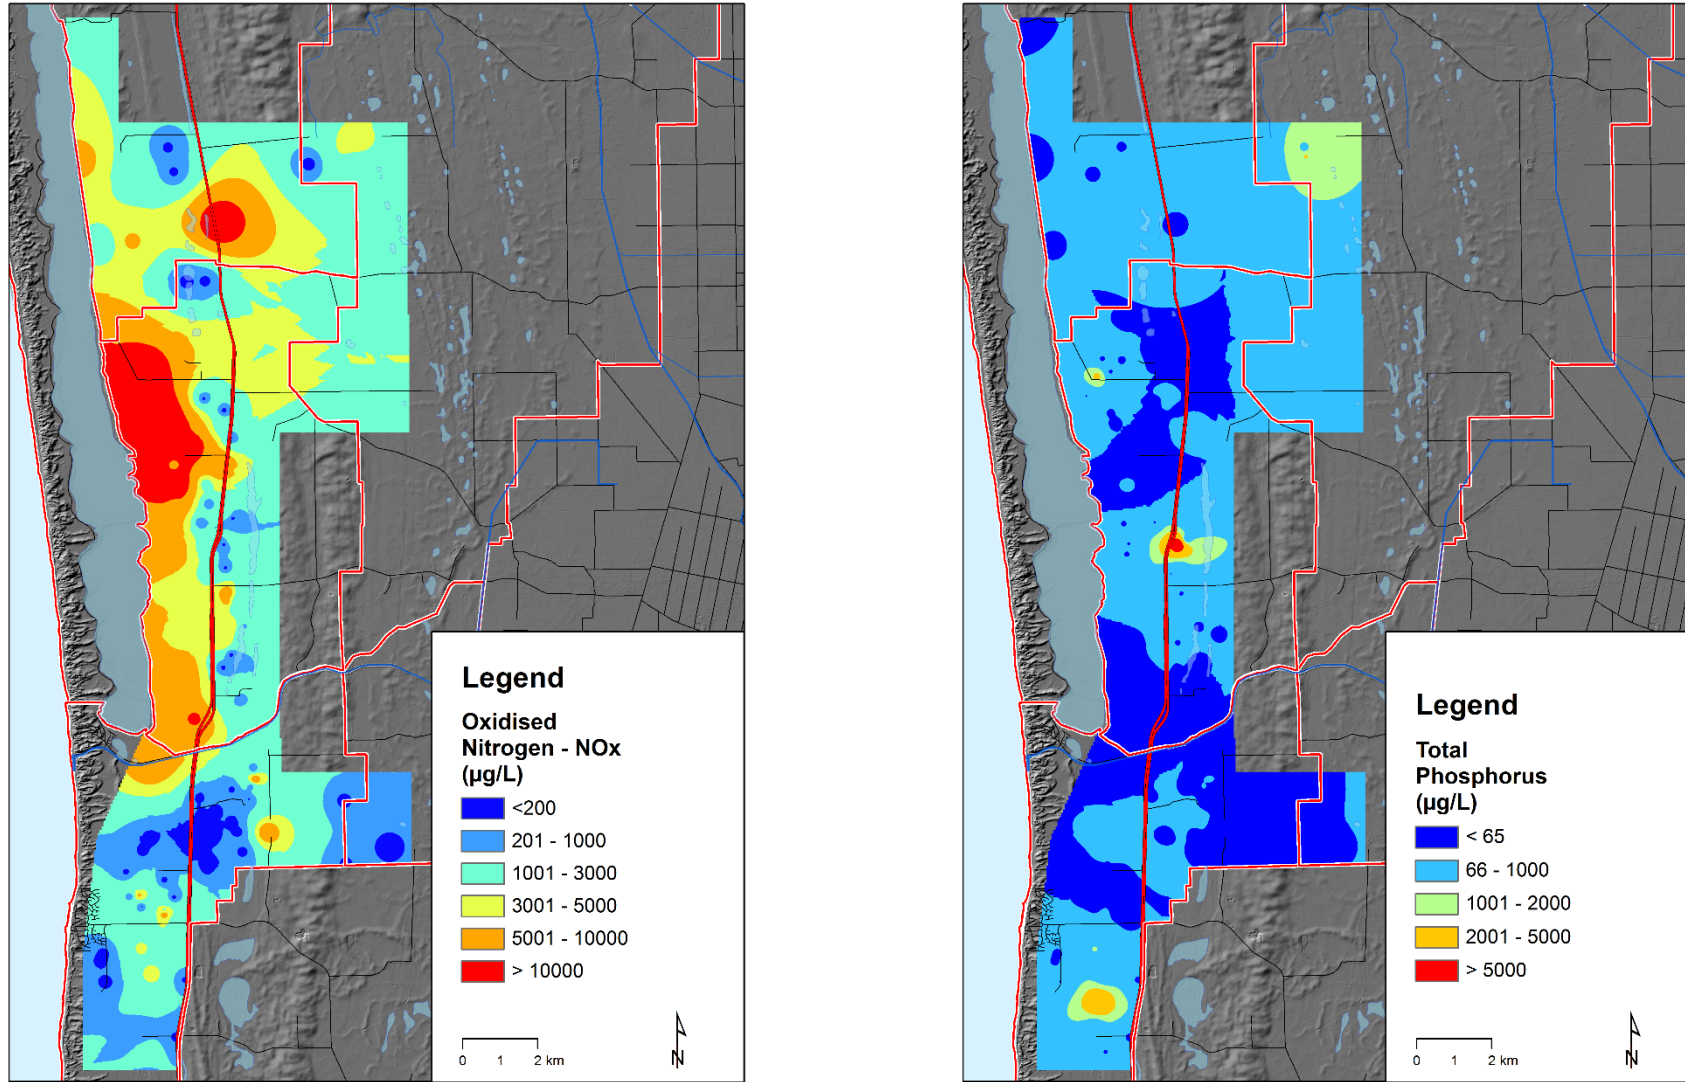 Legend
Oxidised
Nitrogen - NOx
(µg/L)
<200
201 - 1000
1001 - 3000
3001 - 5000
5001 - 10000
> 10000
0 1 2 km
N
Legend
Total
Phosphorus
(µg/L)
< 65
66 - 1000
1001 - 2000
2001 - 5000
> 5000
0 1 2 km
N